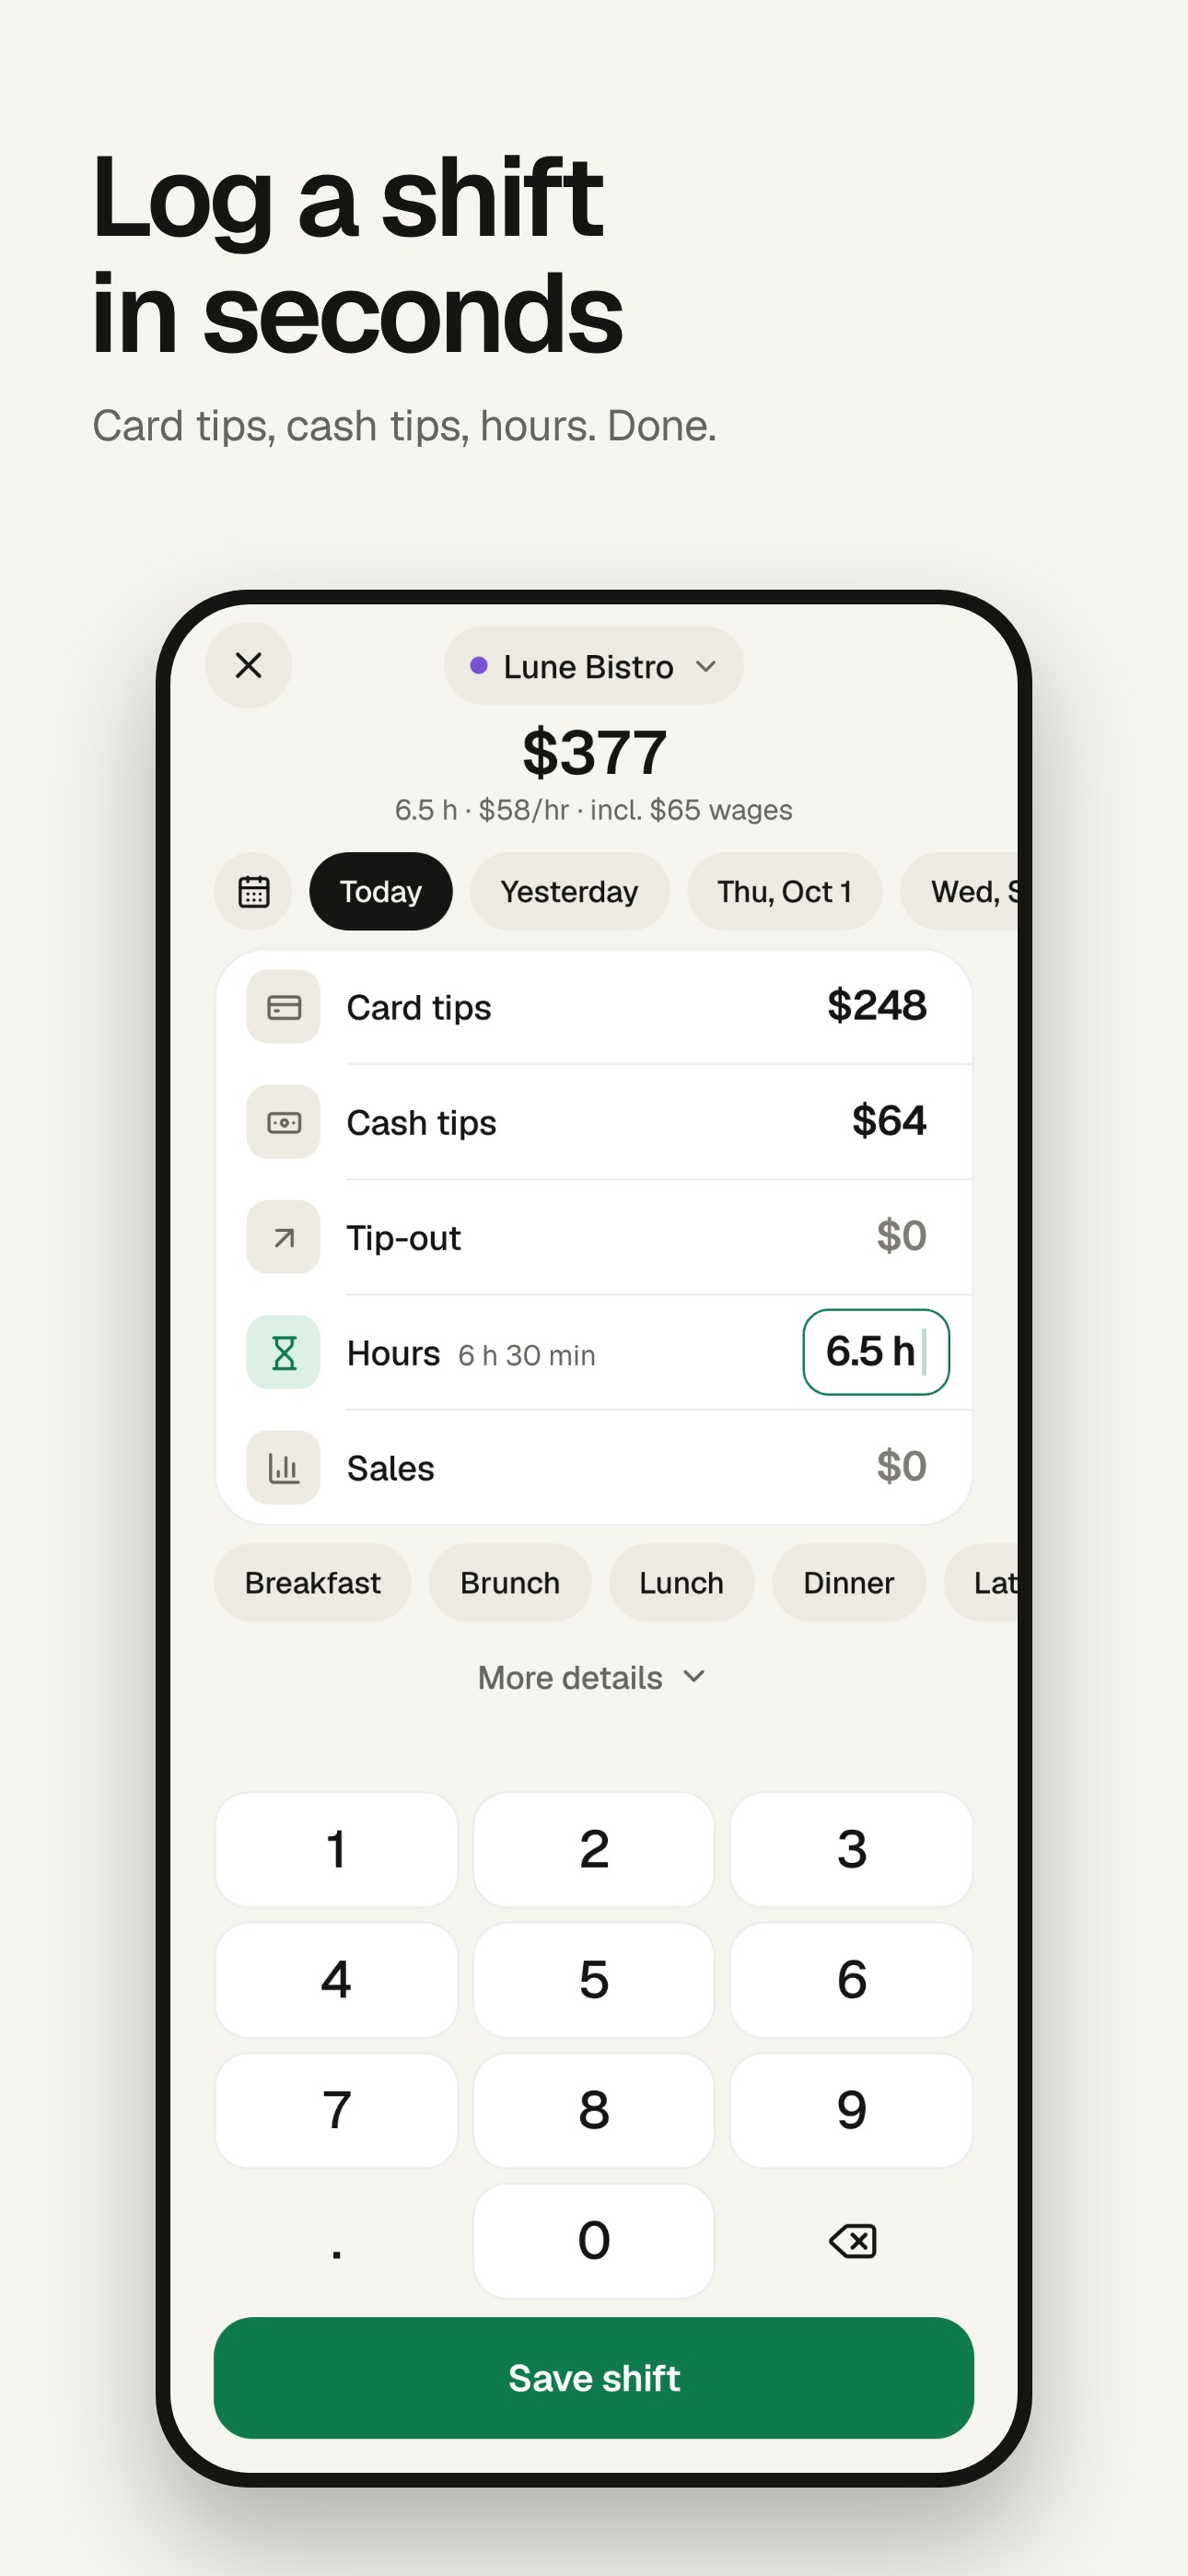 Log a shift
in seconds
Card tips, cash tips, hours. Done.
Lune Bistro
$377
6.5 h · $58/hr · incl. $65 wages
Today Yesterday Thu, Oct 1 Wed, S
Card tips $248
Cash tips $64
Tip-out $0
Hours 6 h 30 min 6.5 h
Sales $0
Breakfast Brunch Lunch Dinner Lat
More details
1 2 3
4 5 6
7 8 9
. 0
Save shift